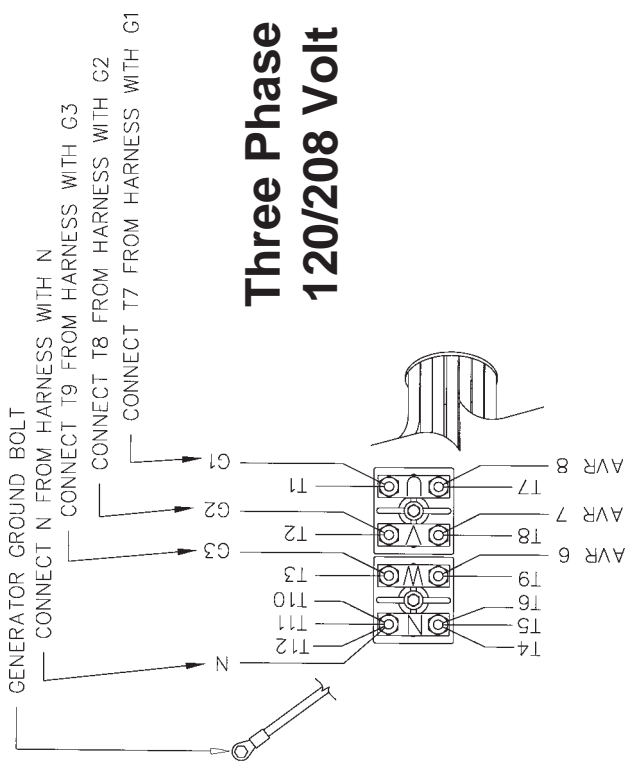 GENERATOR GROUND BOLT
CONNECT N FROM HARNESS WITH N
CONNECT T9 FROM HARNESS WITH G3
CONNECT T8 FROM HARNESS WITH G2
CONNECT T7 FROM HARNESS WITH G1
Three Phase
120/208 Volt
G1
G2
G3
N
T1
T2
T3
T10
T11
T12
U
V
W
N
T7
T8
T9
T6
T5
T4
AVR 8
AVR 7
AVR 6